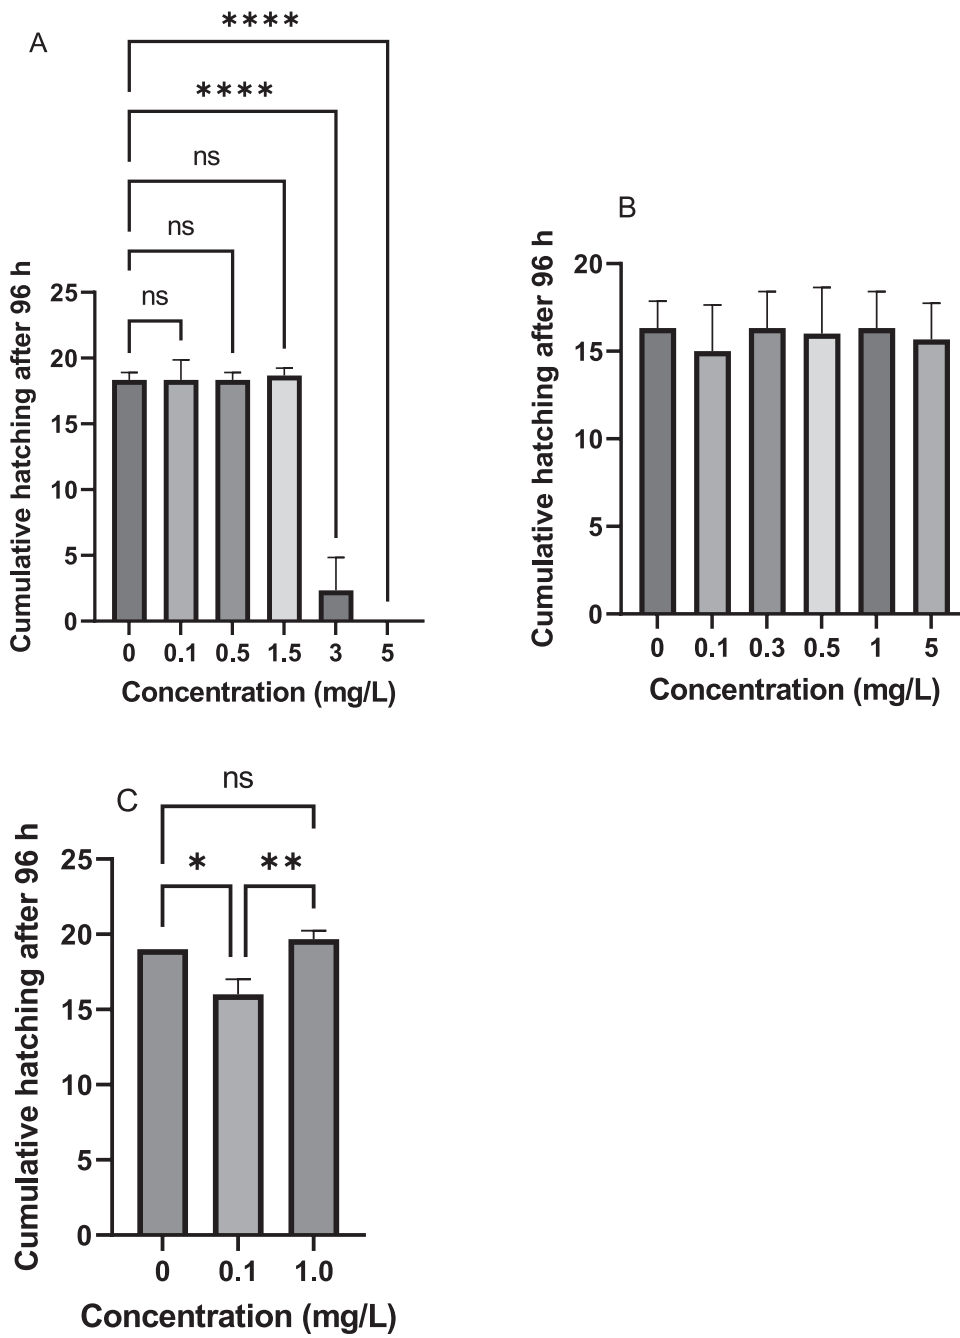 A
****
****
ns
ns
ns
Cumulative hatching after 96 h
25
20
15
10
5
0
0 0.1 0.5 1.5 3 5
Concentration (mg/L)
B
Cumulative hatching after 96 h
20
15
10
5
0
0 0.1 0.3 0.5 1 5
Concentration (mg/L)
C
ns
* **
Cumulative hatching after 96 h
25
20
15
10
5
0
0 0.1 1.0
Concentration (mg/L)